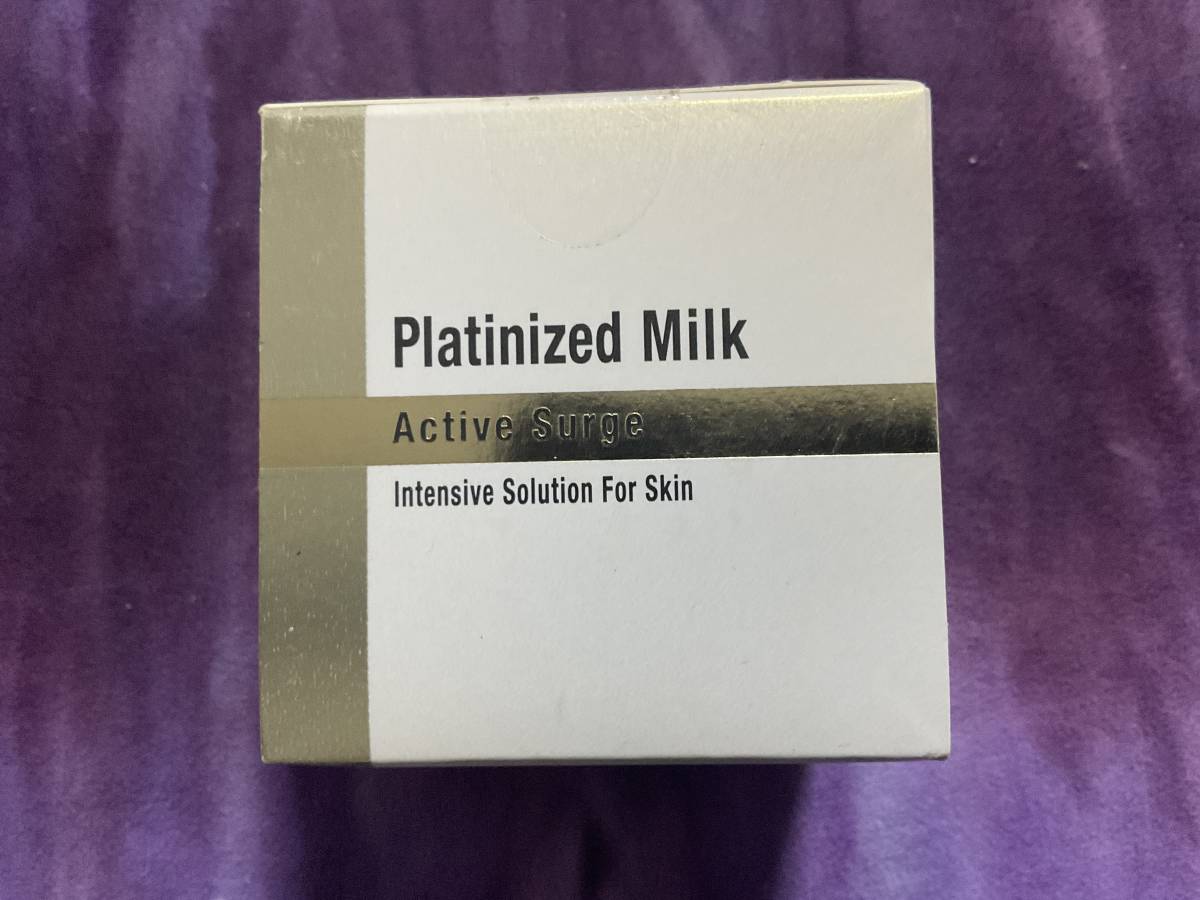 Platinized Milk
Active Surge
Intensive Solution For Skin